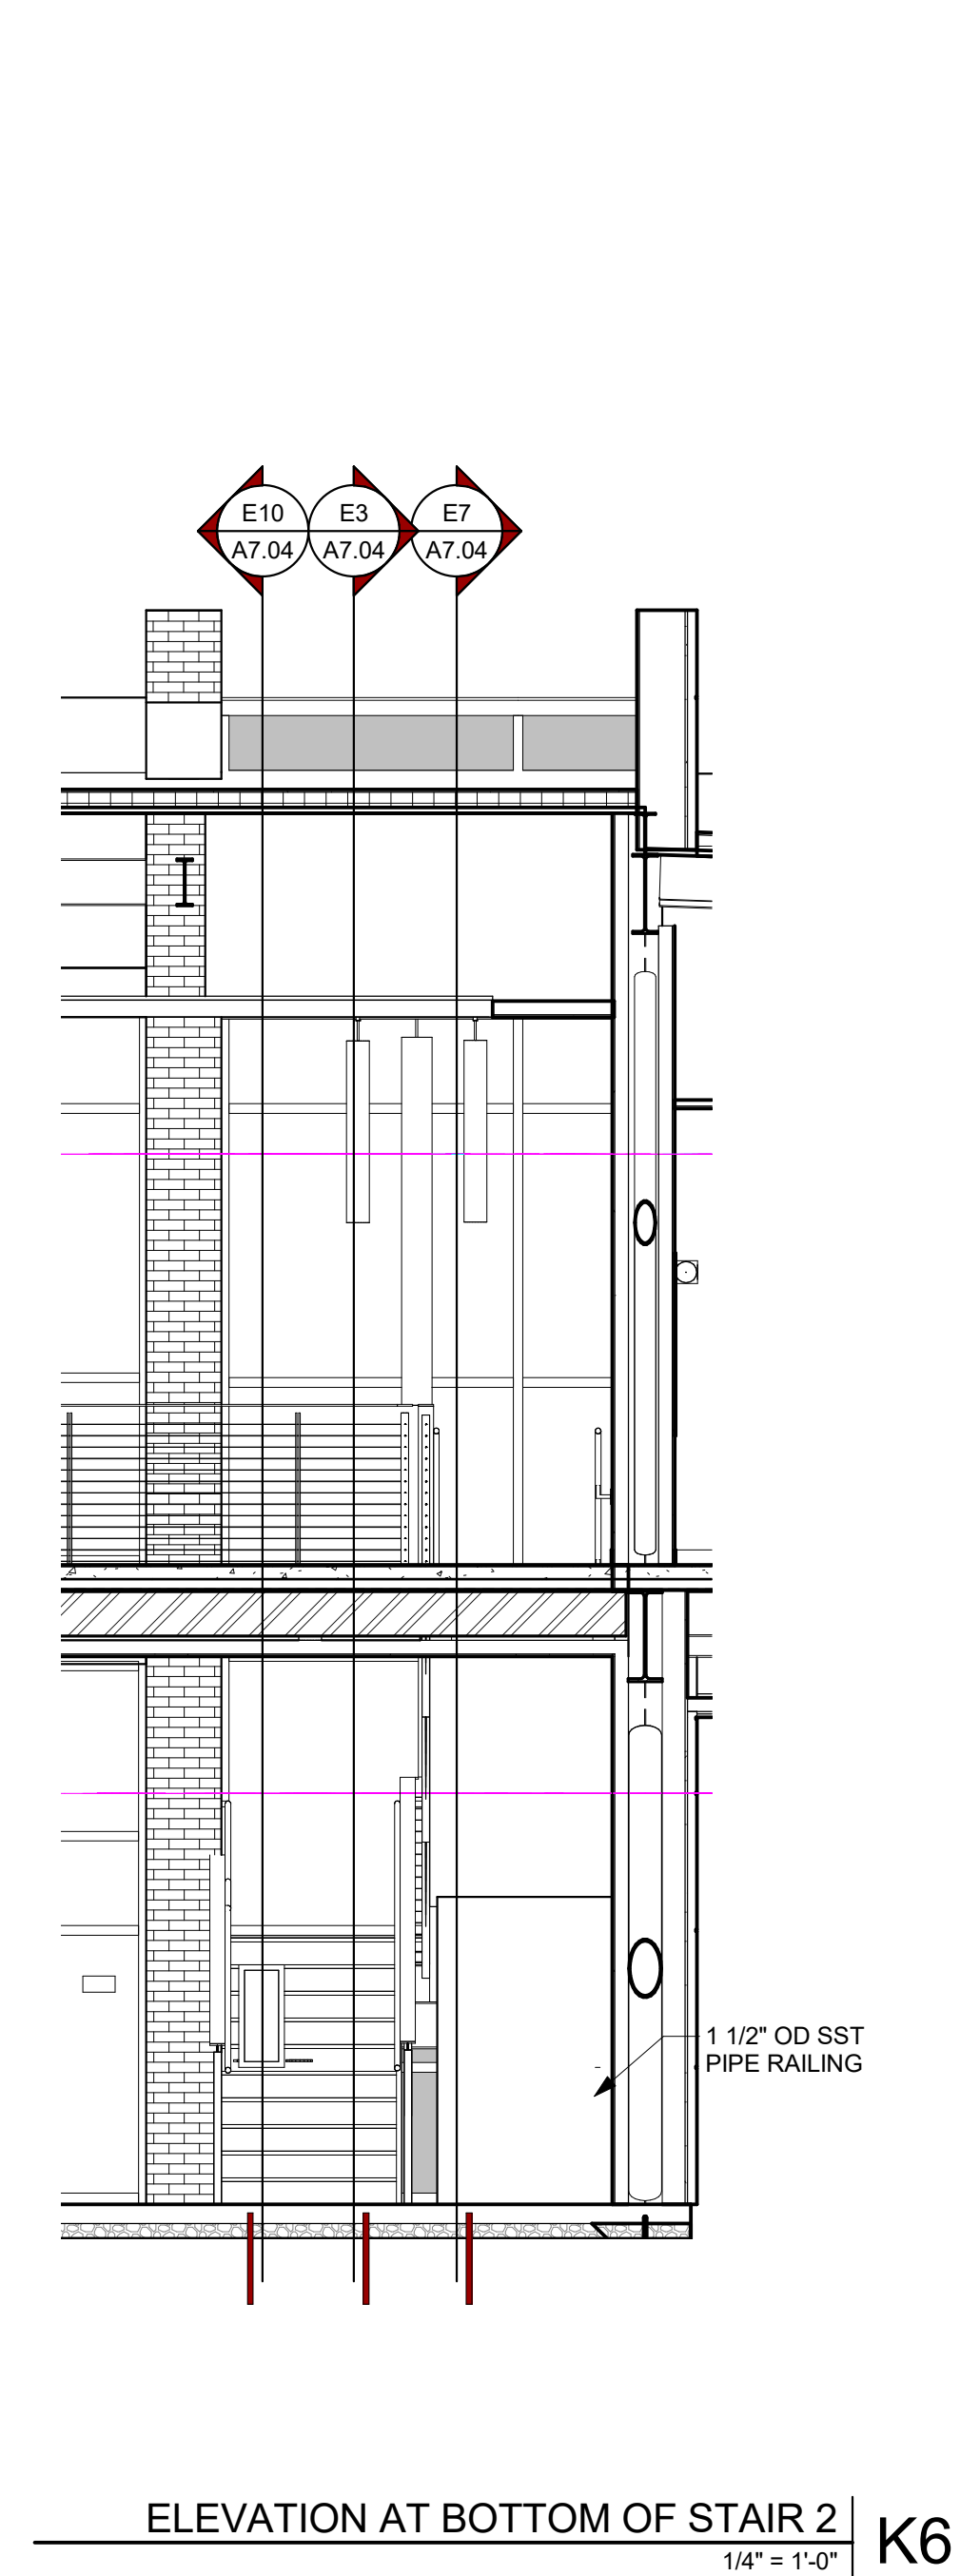 E10
A7.04
E3
A7.04
E7
A7.04
1 1/2" OD SST
PIPE RAILING
ELEVATION AT BOTTOM OF STAIR 2
1/4" = 1'-0"
K6